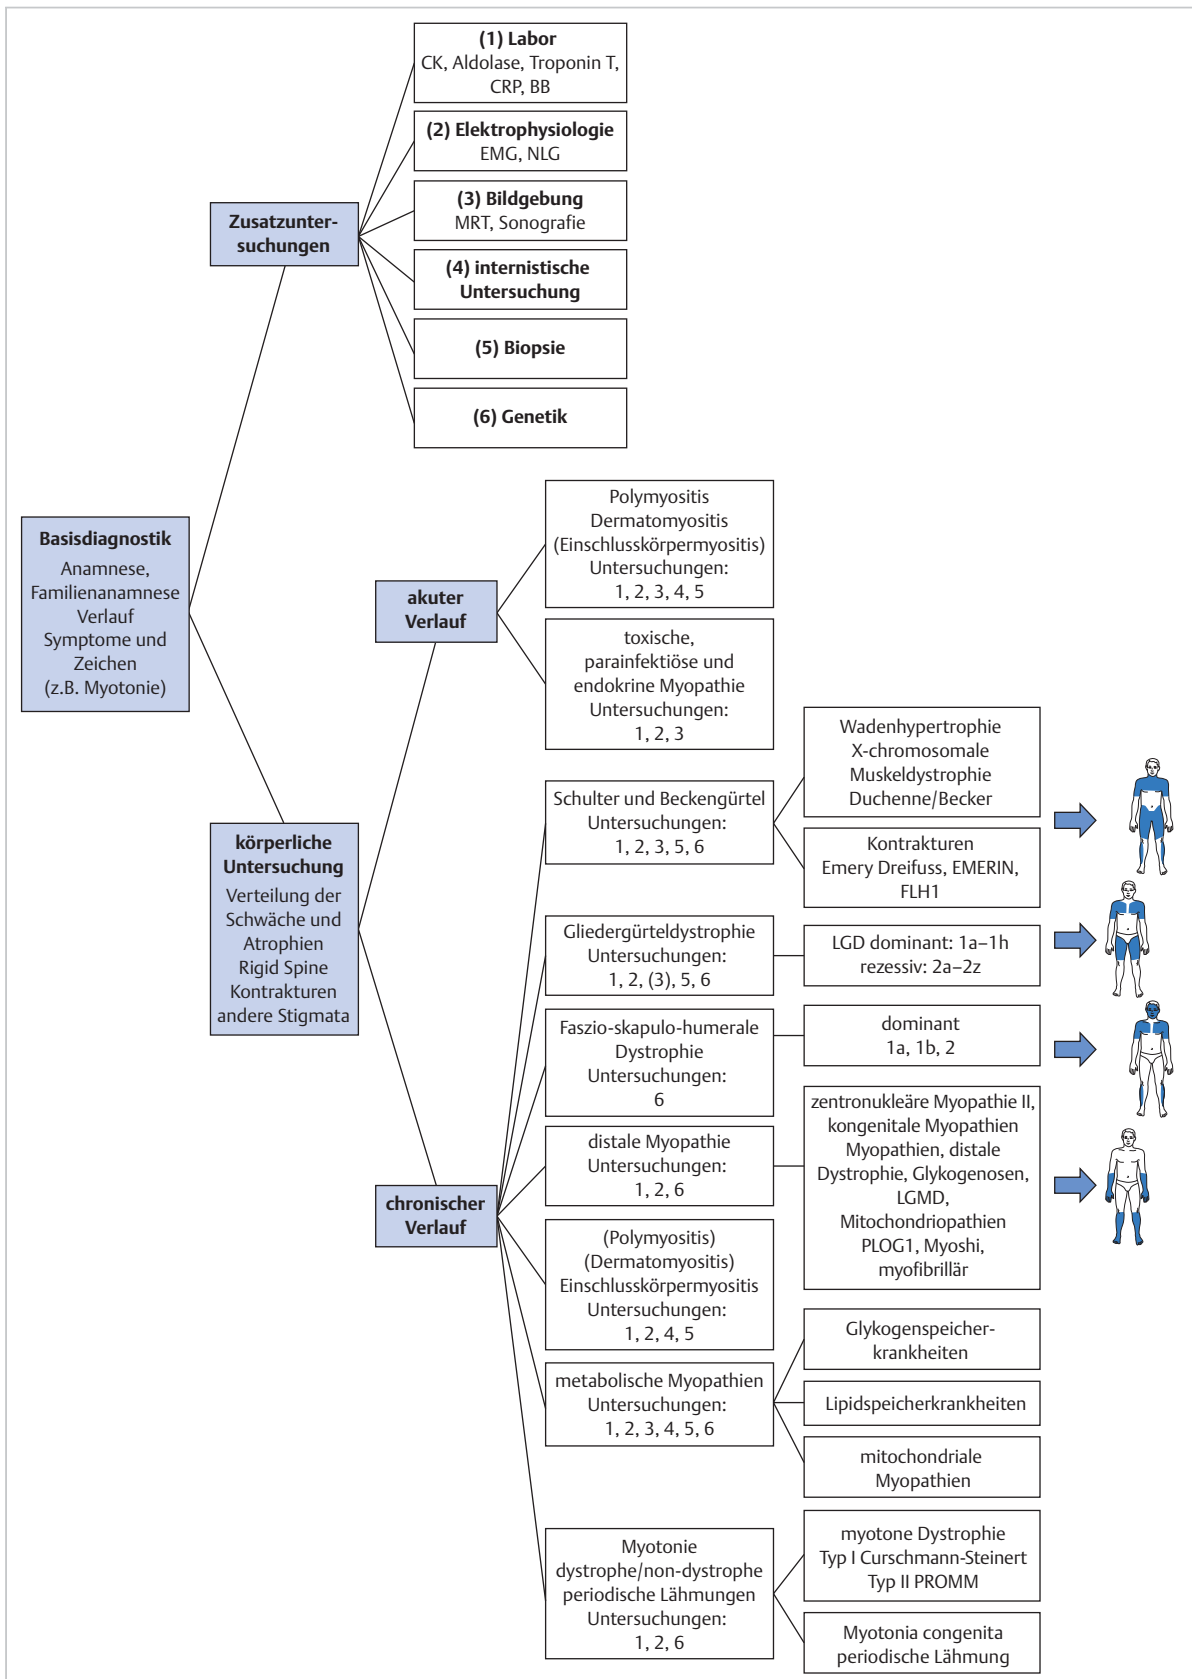 (1) Labor
CK, Aldolase, Troponin T,
CRP, BB
(2) Elektrophysiologie
EMG, NLG
(3) Bildgebung
MRT, Sonografie
(4) internistische
Untersuchung
(5) Biopsie
(6) Genetik
Zusatzunter-
suchungen
Basisdiagnostik
Anamnese,
Familienanamnese
Verlauf
Symptome und
Zeichen
(z.B. Myotonie)
körperliche
Untersuchung
Verteilung der
Schwäche und
Atrophien
Rigid Spine
Kontrakturen
andere Stigmata
akuter
Verlauf
Polymyositis
Dermatomyositis
(Einschlusskörpermyositis)
Untersuchungen:
1, 2, 3, 4, 5
toxische,
parainfektiöse und
endokrine Myopathie
Untersuchungen:
1, 2, 3
chronischer
Verlauf
Schulter und Beckengürtel
Untersuchungen:
1, 2, 3, 5, 6
Wadenhypertrophie
X-chromosomale
Muskeldystrophie
Duchenne/Becker
Kontrakturen
Emery Dreifuss, EMERIN,
FLH1
Gliedergürteldystrophie
Untersuchungen:
1, 2, (3), 5, 6
LGD dominant: 1a–1h
rezessiv: 2a–2z
Faszio-skapulo-humerale
Dystrophie
Untersuchungen:
6
dominant
1a, 1b, 2
distale Myopathie
Untersuchungen:
1, 2, 6
zentronukleäre Myopathie II,
kongenitale Myopathien
Myopathien, distale
Dystrophie, Glykogenosen,
LGMD,
Mitochondriopathien
PLOG1, Myoshi,
myofibrillär
(Polymyositis)
(Dermatomyositis)
Einschlusskörpermyositis
Untersuchungen:
1, 2, 4, 5
metabolische Myopathien
Untersuchungen:
1, 2, 3, 4, 5, 6
Glykogenspeicher-
krankheiten
Lipidspeicherkrankheiten
mitochondriale
Myopathien
Myotonie
dystrophe/non-dystrophe
periodische Lähmungen
Untersuchungen:
1, 2, 6
myotone Dystrophie
Typ I Curschmann-Steinert
Typ II PROMM
Myotonia congenita
periodische Lähmung